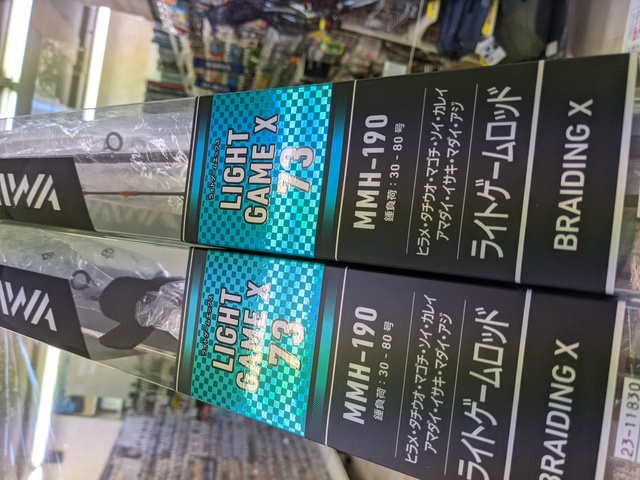 IWA
ライトゲームエックス
LIGHT
GAME X
73
MMH-190
錘負荷：30-80号
ヒラメ・タチウオ・マゴチ・ソイ・カレイ
アマダイ・イサキ・マダイ・アジ
ライトゲームロッド
BRAIDING X
IWA
ライトゲームエックス
LIGHT
GAME X
73
MMH-190
錘負荷：30-80号
ヒラメ・タチウオ・マゴチ・ソイ・カレイ
アマダイ・イサキ・マダイ・アジ
ライトゲームロッド
BRAIDING X